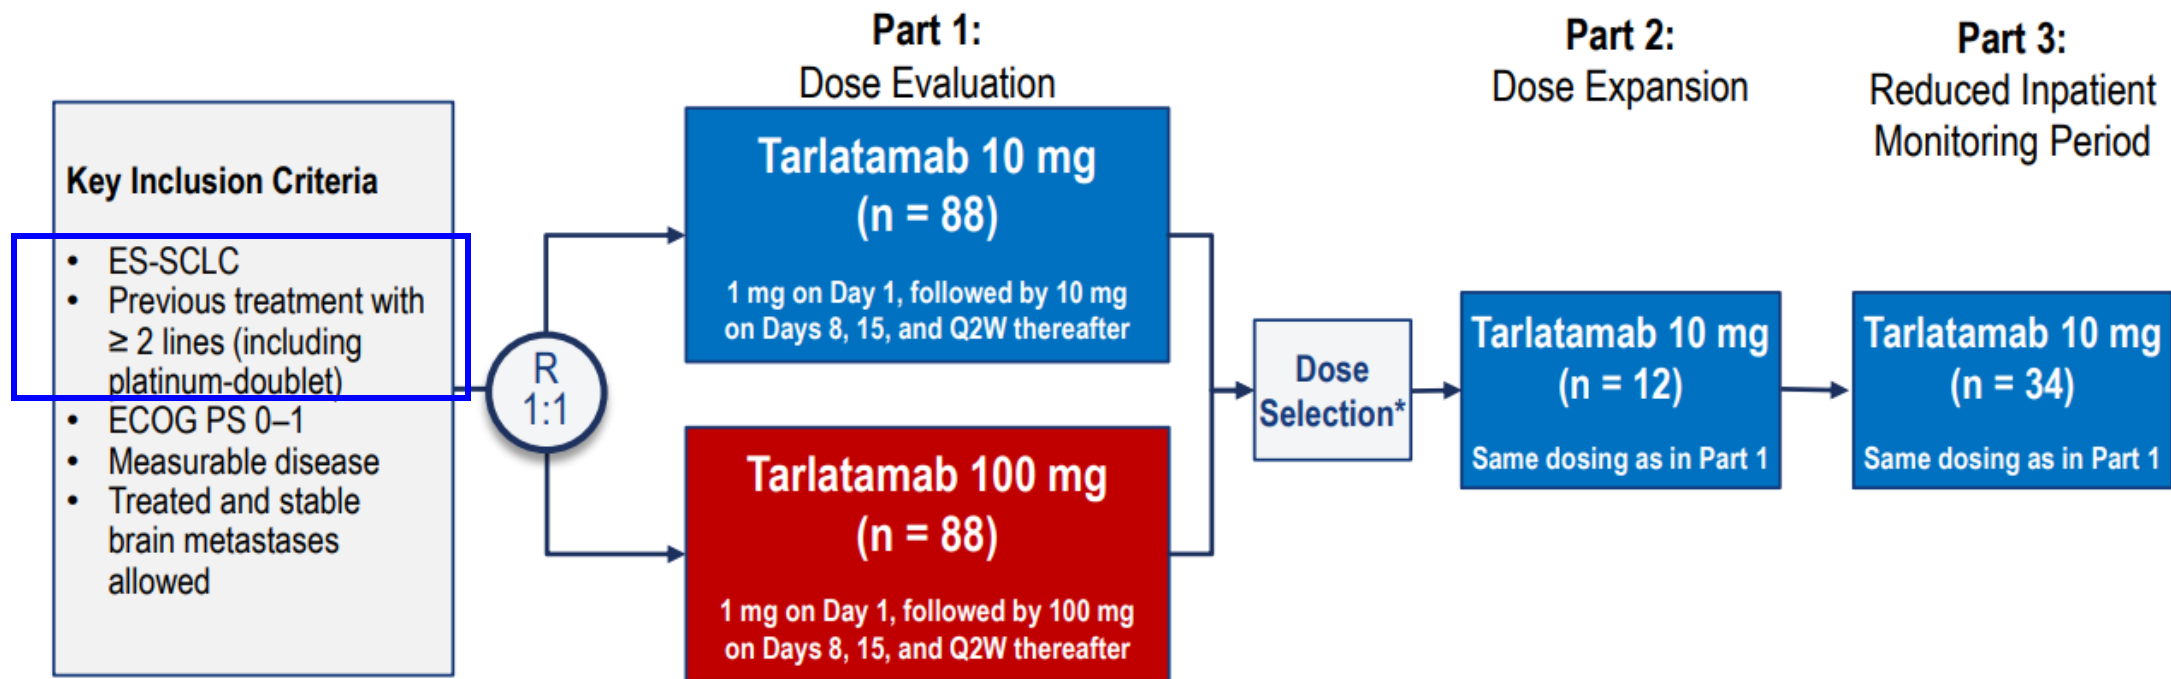 Key Inclusion Criteria
• ES-SCLC
• Previous treatment with
≥ 2 lines (including
platinum-doublet)
• ECOG PS 0–1
• Measurable disease
• Treated and stable
brain metastases
allowed
R
1:1
Part 1:
Dose Evaluation
Tarlatamab 10 mg
(n = 88)
1 mg on Day 1, followed by 10 mg
on Days 8, 15, and Q2W thereafter
Tarlatamab 100 mg
(n = 88)
1 mg on Day 1, followed by 100 mg
on Days 8, 15, and Q2W thereafter
Dose
Selection*
Part 2:
Dose Expansion
Tarlatamab 10 mg
(n = 12)
Same dosing as in Part 1
Part 3:
Reduced Inpatient
Monitoring Period
Tarlatamab 10 mg
(n = 34)
Same dosing as in Part 1